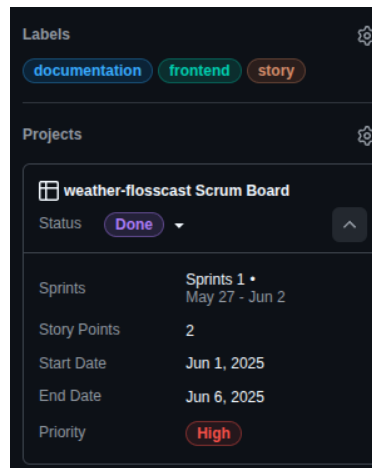 Labels
documentation frontend story
Projects
weather-flosscast Scrum Board
Status Done
Sprints Sprints 1 •
May 27 - Jun 2
Story Points 2
Start Date Jun 1, 2025
End Date Jun 6, 2025
Priority High